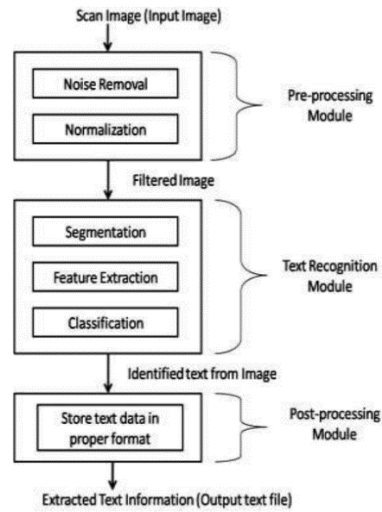 Scan Image (Input Image)
Noise Removal
Normalization
Pre-processing
Module
Filtered Image
Segmentation
Feature Extraction
Classification
Text Recognition
Module
Identified text from Image
Store text data in
proper format
Post-processing
Module
Extracted Text Information (Output text file)